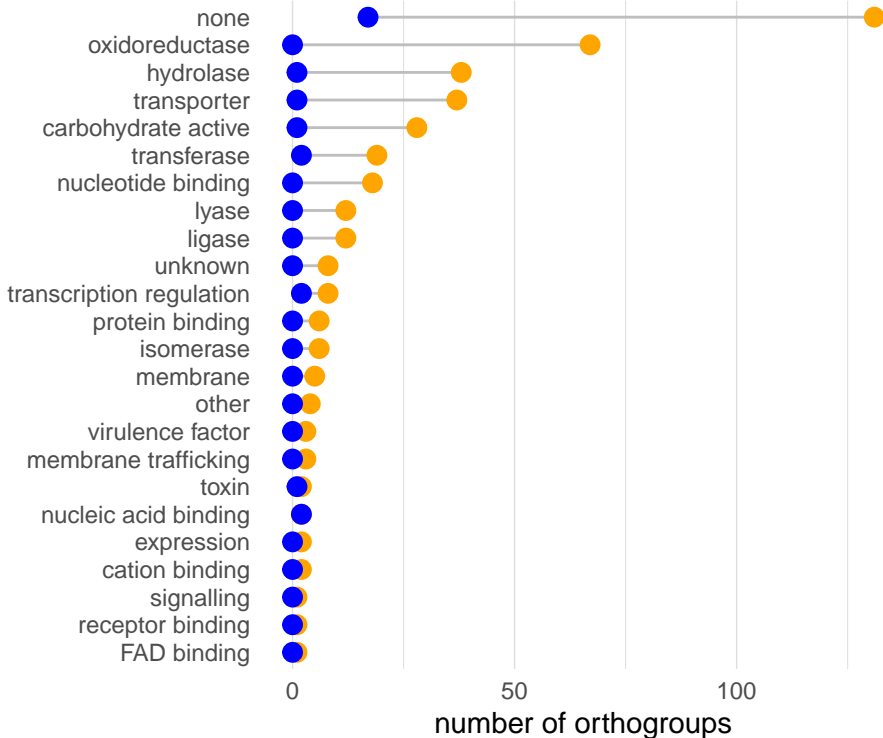 none
oxidoreductase
hydrolase
transporter
carbohydrate active
transferase
nucleotide binding
lyase
ligase
unknown
transcription regulation
protein binding
isomerase
membrane
other
virulence factor
membrane trafficking
toxin
nucleic acid binding
expression
cation binding
signalling
receptor binding
FAD binding
0 50 100
number of orthogroups